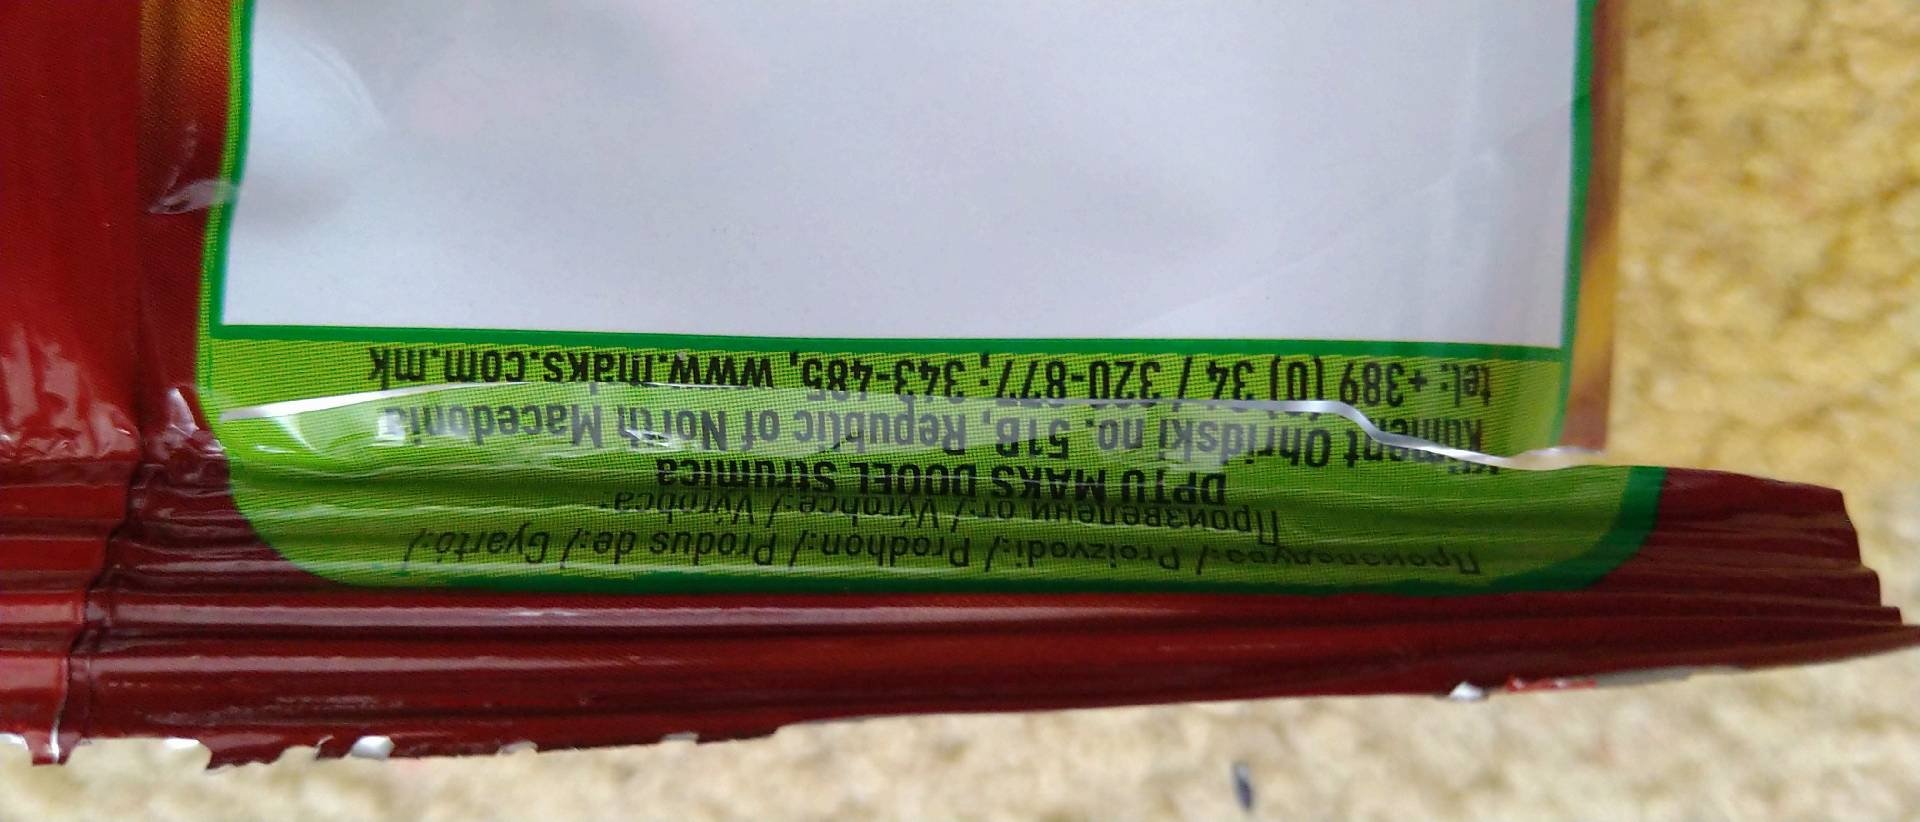 Произведува:/ Proizvodi:/ Prodhon:/ Produs de:/ Gyártó:/
Произведени от:/ Výrobce:/ Výrobca:
DPTU MAKS DOOEL Strumica
Kliment Ohridski no. 51B, Republic of North Macedonia
tel: +389 (0) 34 / 320-877; 343-485, www.maks.com.mk